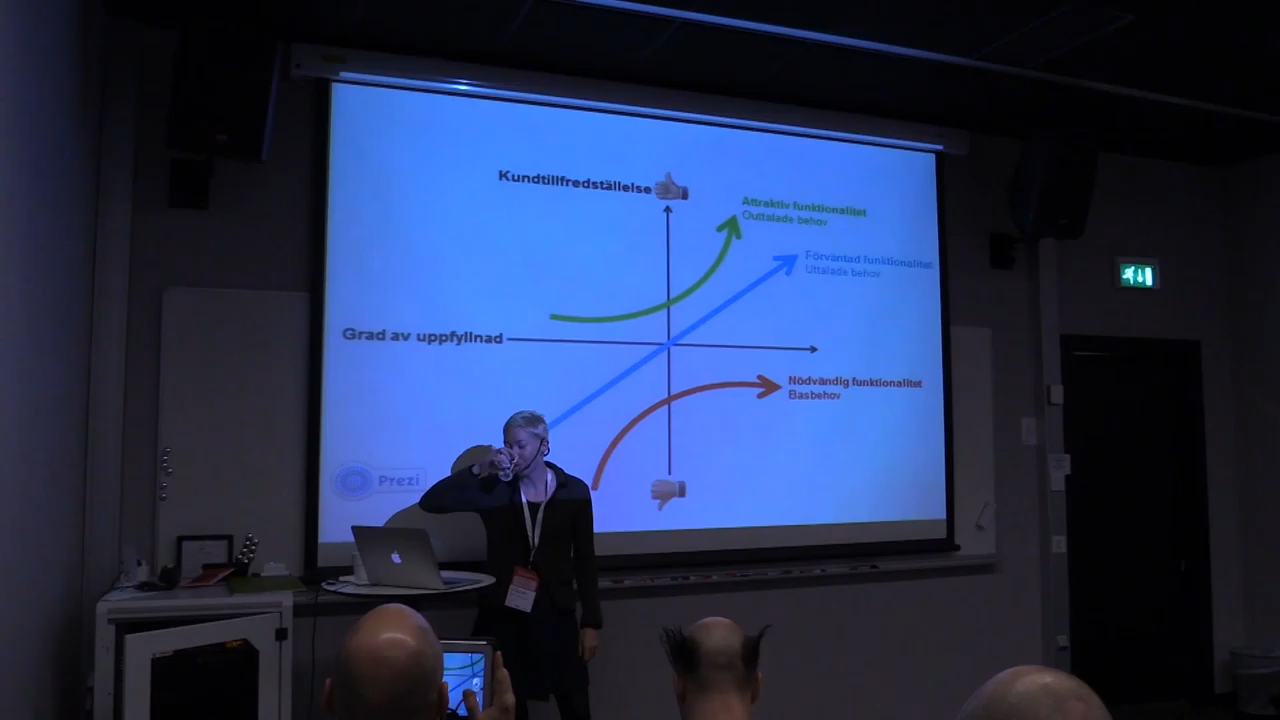 Kundtillfredställelse
Attraktiv funktionalitet
Outtalade behov
Förväntad funktionalitet
Uttalade behov
Grad av uppfyllnad
Nödvändig funktionalitet
Basbehov
Prezi